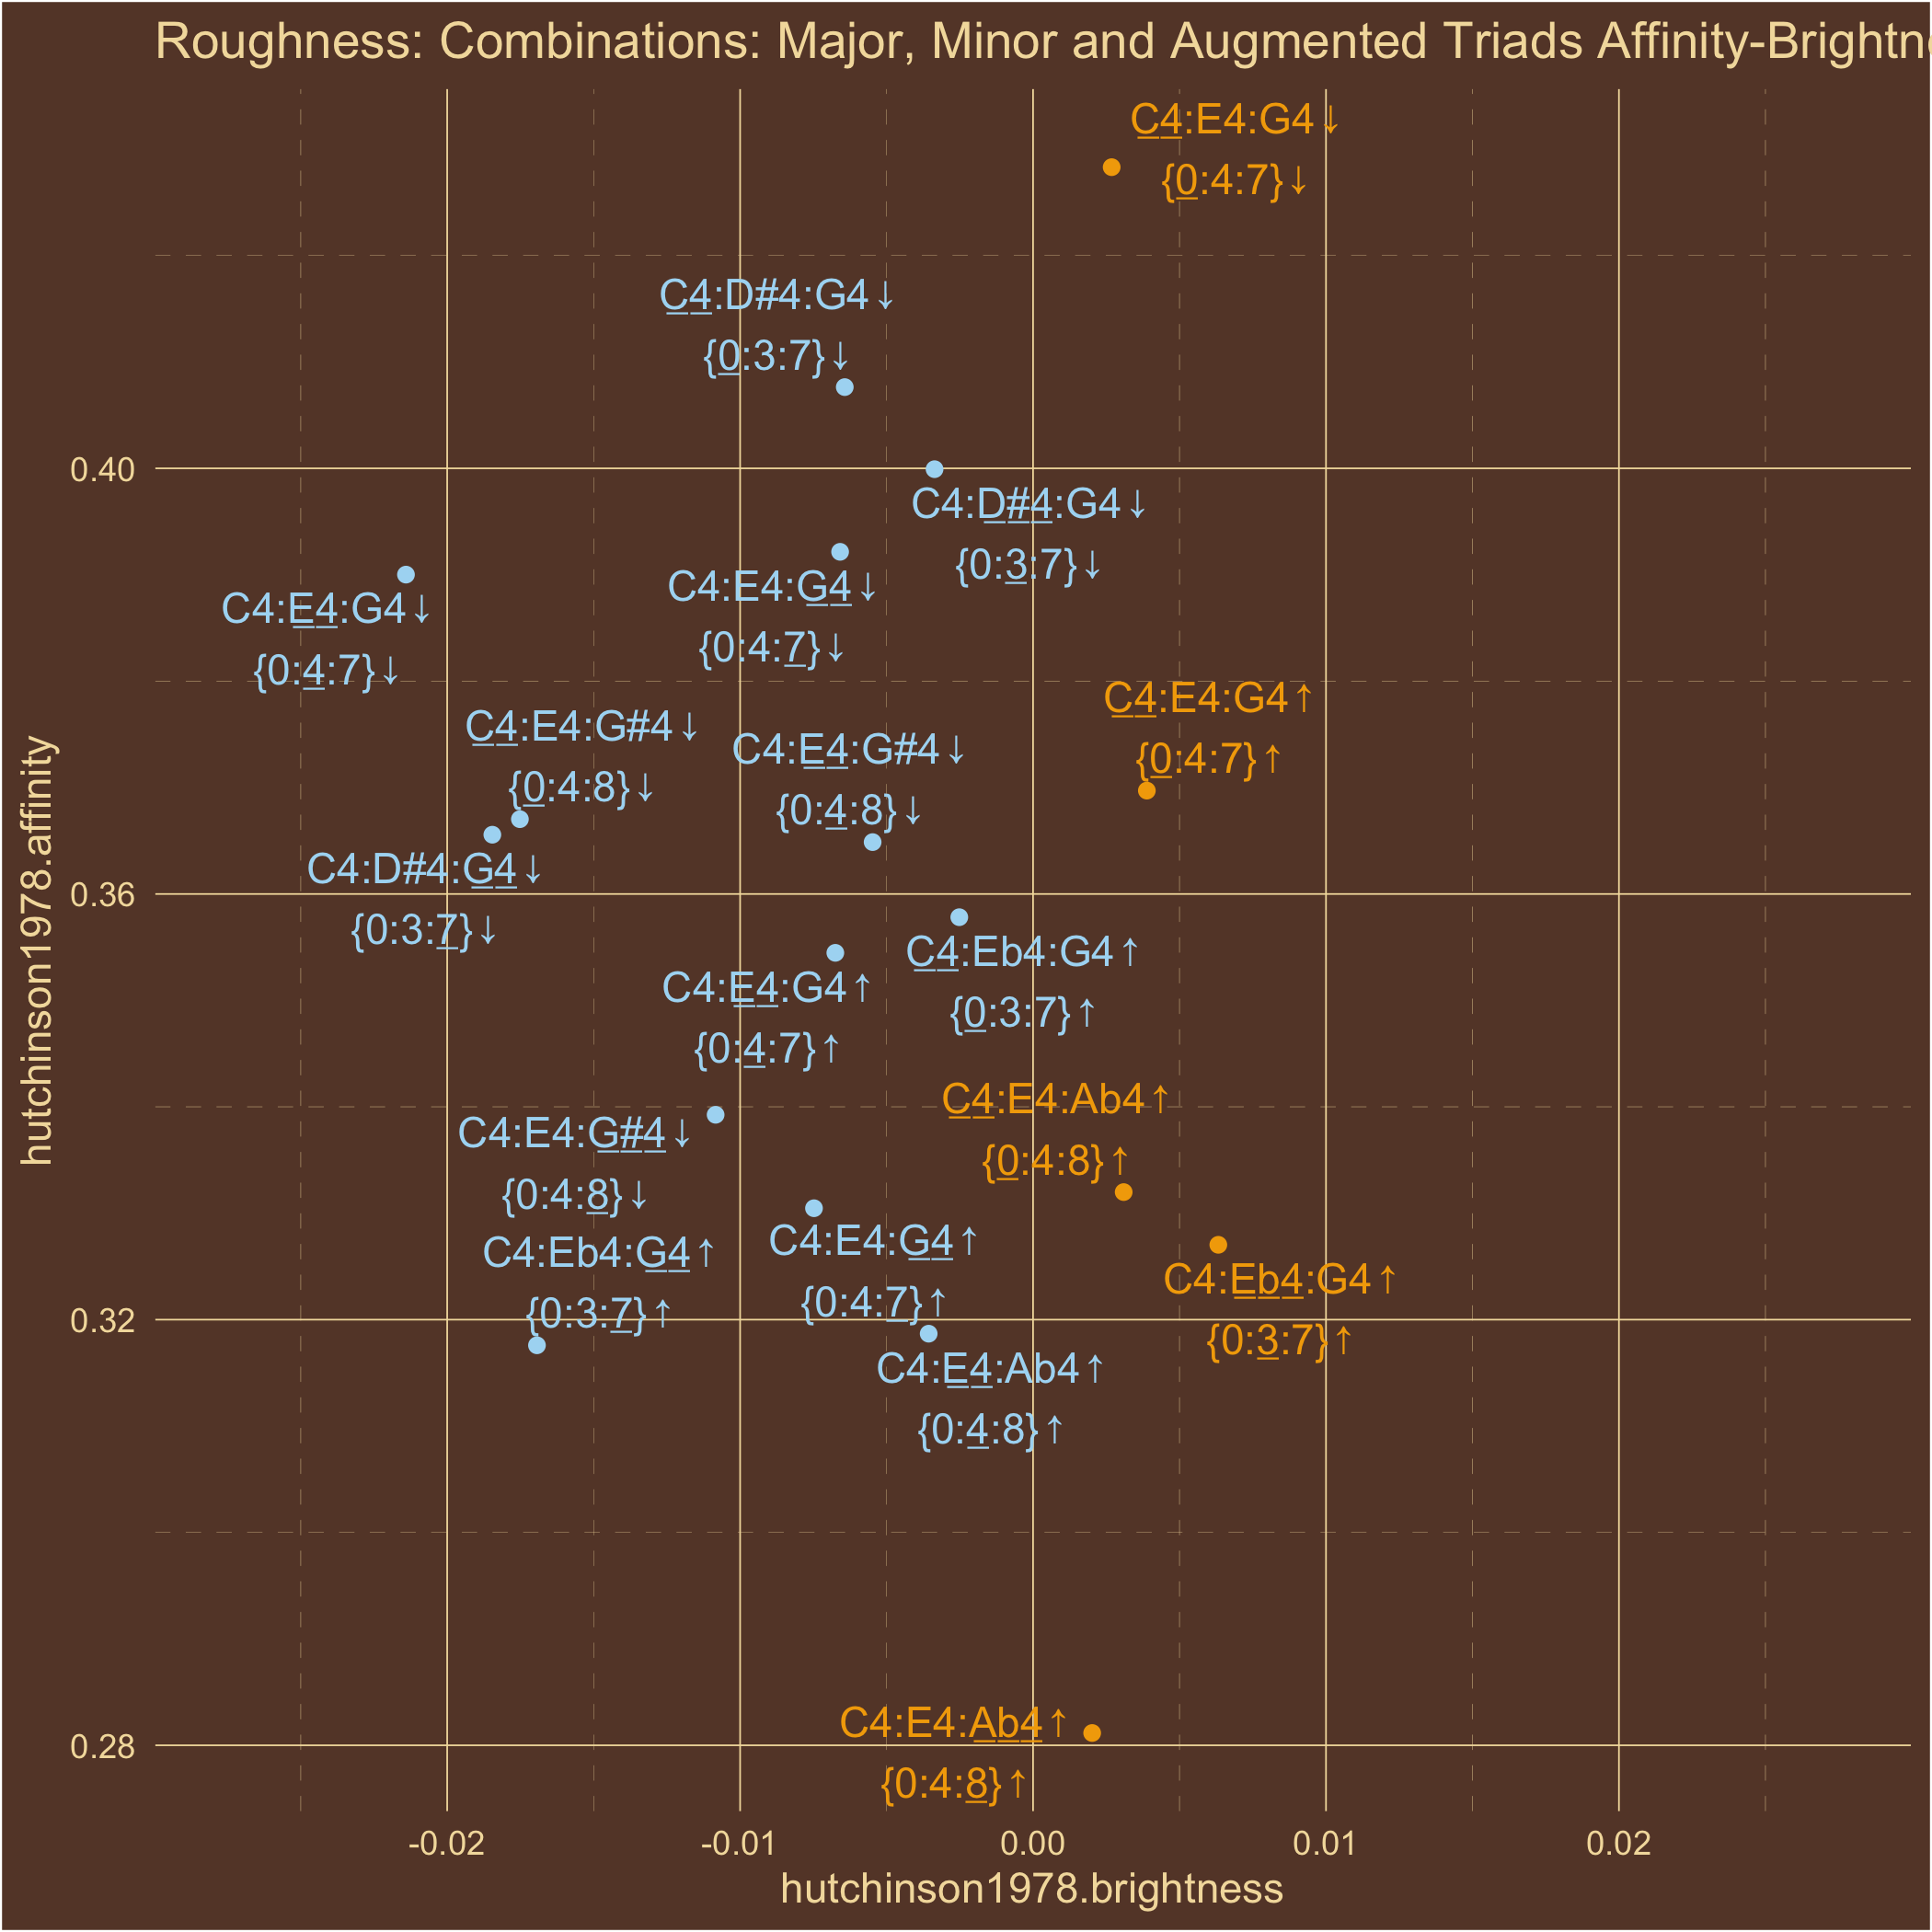 Roughness: Combinations: Major, Minor and Augmented Triads Affinity-Brightn
C4:E4:G4↓
{0:4:7}↓
C4:D#4:G4↓
{0:3:7}↓
0.40
C4:D#4:G4↓
{0:3:7}↓
C4:E4:G4↓
{0:4:7}↓
C4:E4:G4↓
{0:4:7}↓
C4:E4:G4↑
{0:4:7}↑
C4:E4:G#4↓
{0:4:8}↓
C4:E4:G#4↓
{0:4:8}↓
C4:D#4:G4↓
{0:3:7}↓
0.36
C4:Eb4:G4↑
{0:3:7}↑
C4:E4:G4↑
{0:4:7}↑
hutchinson1978.affinity
C4:E4:Ab4↑
{0:4:8}↑
C4:E4:G#4↓
{0:4:8}↓
C4:Eb4:G4↑
{0:3:7}↑
C4:E4:G4↑
{0:4:7}↑
C4:Eb4:G4↑
{0:3:7}↑
0.32
C4:E4:Ab4↑
{0:4:8}↑
C4:E4:Ab4↑
{0:4:8}↑
0.28
-0.02
-0.01
0.00
0.01
0.02
hutchinson1978.brightness